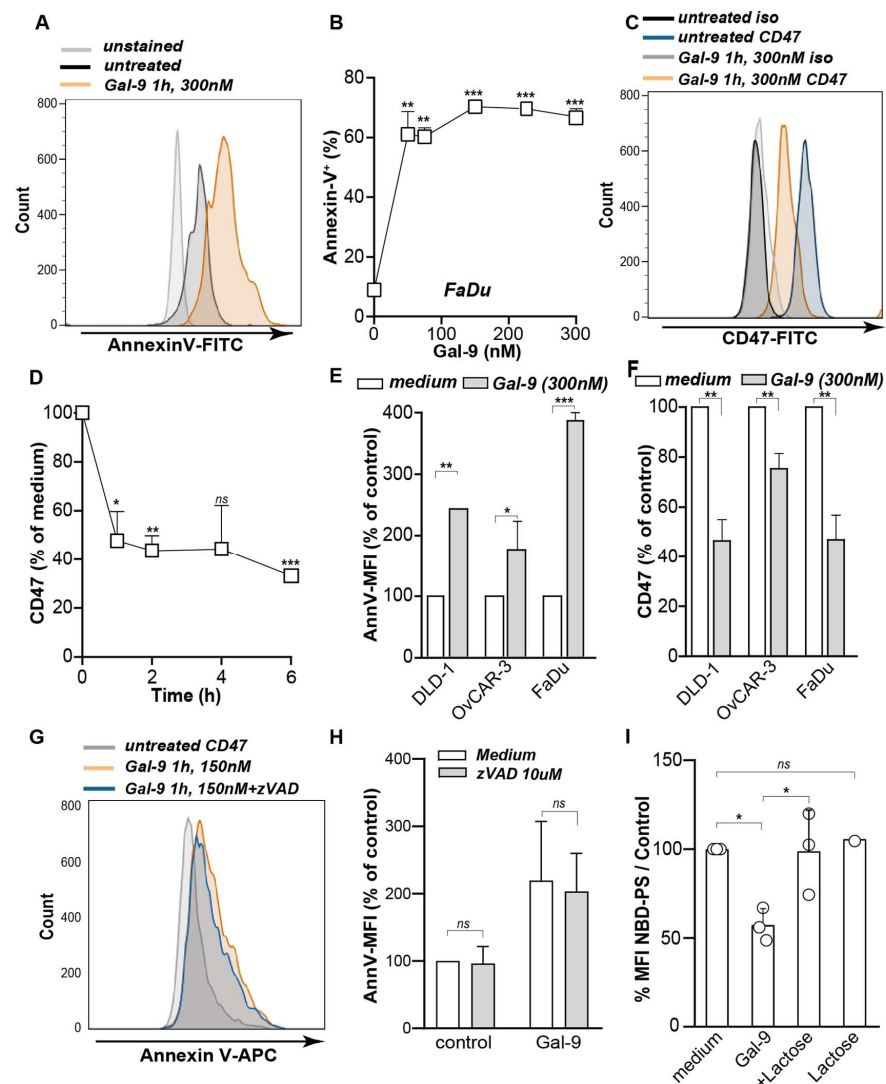 A
unstained
untreated
Gal-9 1h, 300nM
800
600
400
200
0
Count
AnnexinV-FITC
B
80
60
40
20
0
Annexin-V⁺ (%)
**
**
***
***
***
FaDu
0
100
200
300
Gal-9 (nM)
C
untreated iso
untreated CD47
Gal-9 1h, 300nM iso
Gal-9 1h, 300nM CD47
800
600
400
200
0
Count
CD47-FITC
D
100
80
60
40
20
0
CD47 (% of medium)
*
**
ns
***
0
2
4
6
Time (h)
E
medium
Gal-9 (300nM)
400
300
200
100
0
AnnV-MFI (% of control)
**
*
***
DLD-1
OvCAR-3
FaDu
F
medium
Gal-9 (300nM)
100
80
60
40
20
0
CD47 (% of control)
**
**
**
DLD-1
OvCAR-3
FaDu
G
untreated CD47
Gal-9 1h, 150nM
Gal-9 1h, 150nM+zVAD
800
600
400
200
0
Count
Annexin V-APC
H
Medium
zVAD 10uM
400
300
200
100
0
AnnV-MFI (% of control)
ns
ns
control
Gal-9
I
150
100
50
0
% MFI NBD-PS / Control
ns
*
*
medium
Gal-9
+Lactose
Lactose